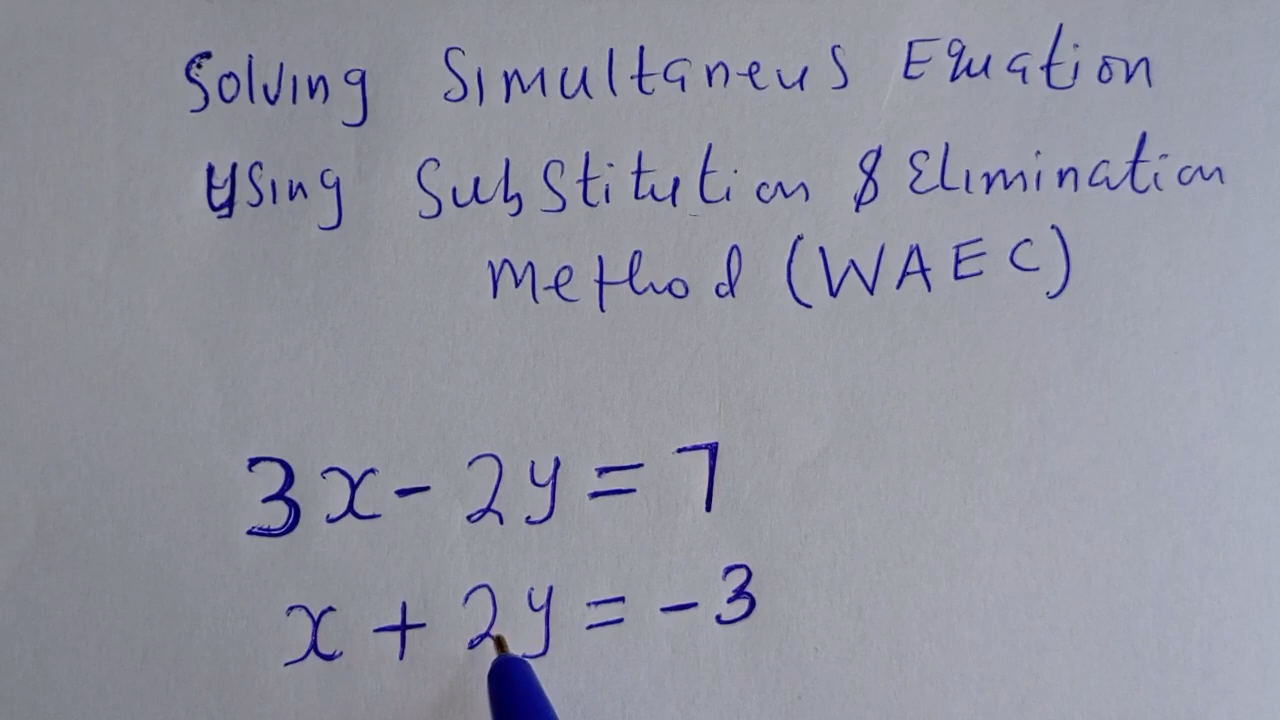 Solving Simultaneus Equation
Using Substitution & Elimination
Method (WAEC)
3x - 2y = 7
x + 2y = -3